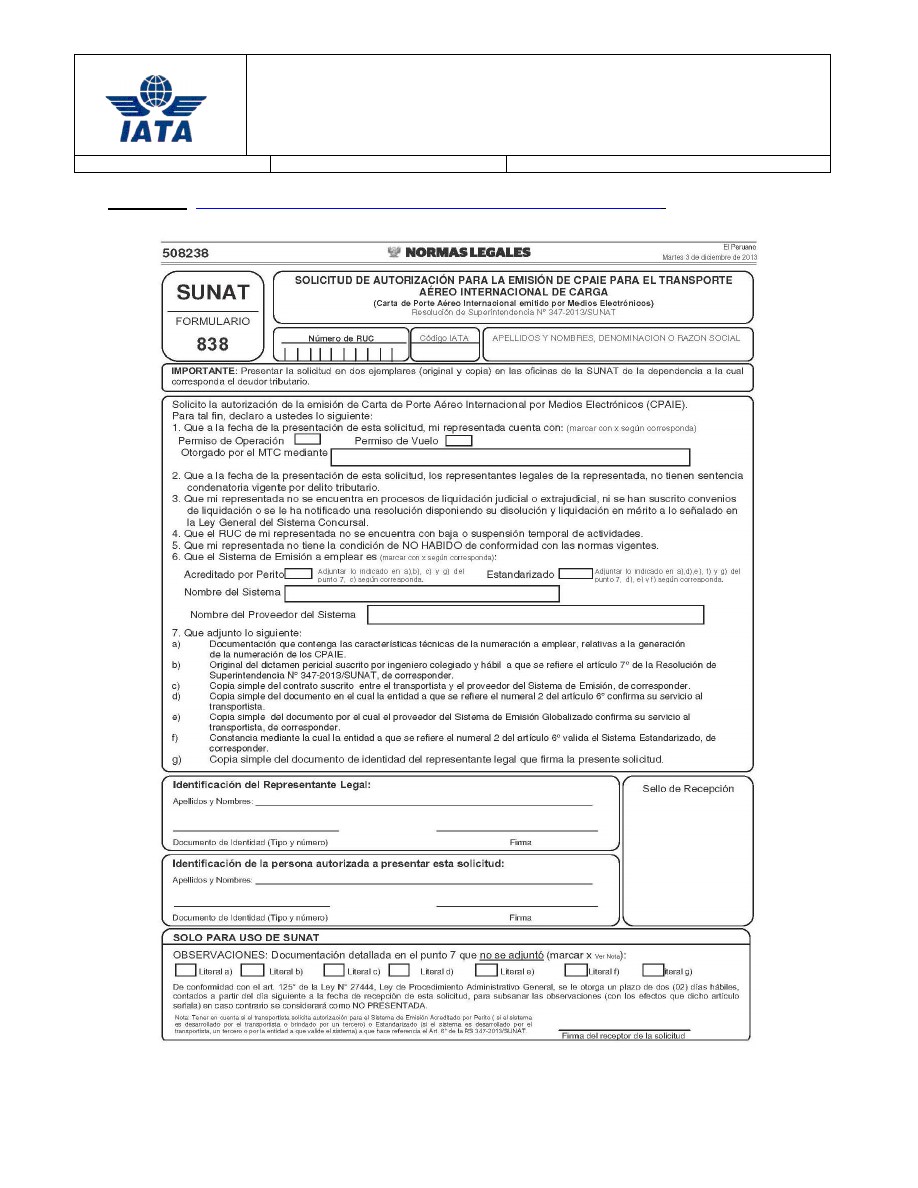 IATA
508238
NORMAS LEGALES
El Peruano
Martes 3 de diciembre de 2013
SUNAT
FORMULARIO
838
SOLICITUD DE AUTORIZACIÓN PARA LA EMISIÓN DE CPAIE PARA EL TRANSPORTE
AÉREO INTERNACIONAL DE CARGA
(Carta de Porte Aéreo Internacional emitido por Medios Electrónicos)
Resolución de Superintendencia Nº 347-2013/SUNAT
Número de RUC
Código IATA
APELLIDOS Y NOMBRES, DENOMINACION O RAZON SOCIAL
IMPORTANTE: Presentar la solicitud en dos ejemplares (original y copia) en las oficinas de la SUNAT de la dependencia a la cual
corresponda el deudor tributario.
Solicito la autorización de la emisión de Carta de Porte Aéreo Internacional por Medios Electrónicos (CPAIE).
Para tal fin, declaro a ustedes lo siguiente:
1. Que a la fecha de la presentación de esta solicitud, mi representada cuenta con: (marcar con x según corresponda)
Permiso de Operación Permiso de Vuelo
Otorgado por el MTC mediante
2. Que a la fecha de la presentación de esta solicitud, los representantes legales de la representada, no tienen sentencia
condenatoria vigente por delito tributario.
3. Que mi representada no se encuentra en procesos de liquidación judicial o extrajudicial, ni se han suscrito convenios
de liquidación o se le ha notificado una resolución disponiendo su disolución y liquidación en mérito a lo señalado en
la Ley General del Sistema Concursal.
4. Que el RUC de mi representada no se encuentra con baja o suspensión temporal de actividades.
5. Que mi representada no tiene la condición de NO HABIDO de conformidad con las normas vigentes.
6. Que el Sistema de Emisión a emplear es (marcar con x según corresponda):
Acreditado por Perito
Adjuntar lo indicado en a),b), c) y g) del
punto 7, c) según corresponda.
Estandarizado
Adjuntar lo indicado en a),d),e), f) y g) del
punto 7, d), e) y f) según corresponda.
Nombre del Sistema
Nombre del Proveedor del Sistema
7. Que adjunto lo siguiente:
a) Documentación que contenga las características técnicas de la numeración a emplear, relativas a la generación
de la numeración de los CPAIE.
b) Original del dictamen pericial suscrito por ingeniero colegiado y hábil a que se refiere el artículo 7º de la Resolución de
Superintendencia Nº 347-2013/SUNAT, de corresponder.
c) Copia simple del contrato suscrito entre el transportista y el proveedor del Sistema de Emisión, de corresponder.
d) Copia simple del documento en el cual la entidad a que se refiere el numeral 2 del artículo 6º confirma su servicio al
transportista.
e) Copia simple del documento por el cual el proveedor del Sistema de Emisión Globalizado confirma su servicio al
transportista, de corresponder.
f) Constancia mediante la cual la entidad a que se refiere el numeral 2 del artículo 6º valida el Sistema Estandarizado, de
corresponder.
g) Copia simple del documento de identidad del representante legal que firma la presente solicitud.
Identificación del Representante Legal:
Apellidos y Nombres:
Documento de Identidad (Tipo y número) Firma
Sello de Recepción
Identificación de la persona autorizada a presentar esta solicitud:
Apellidos y Nombres:
Documento de Identidad (Tipo y número) Firma
SOLO PARA USO DE SUNAT
OBSERVACIONES: Documentación detallada en el punto 7 que no se adjuntó (marcar x Ver Nota):
Literal a) Literal b) Literal c) Literal d) Literal e) Literal f) iteral g)
De conformidad con el art. 125° de la Ley N° 27444, Ley de Procedimiento Administrativo General, se le otorga un plazo de dos (02) días hábiles,
contados a partir del día siguiente a la fecha de recepción de esta solicitud, para subsanar las observaciones (con los efectos que dicho artículo
señala) en caso contrario se considerará como NO PRESENTADA.
Nota: Tener en cuenta si el transportista solicita autorización para el Sistema de Emisión Acreditado por Perito ( si el sistema
es desarrollado por el transportista o brindado por un tercero) o Estandarizado (si el sistema es desarrollado por el
transportista, un tercero o por la entidad a que valide el sistema) a que hace referencia el Art. 6º de la RS 347-2013/SUNAT.
Firma del receptor de la solicitud